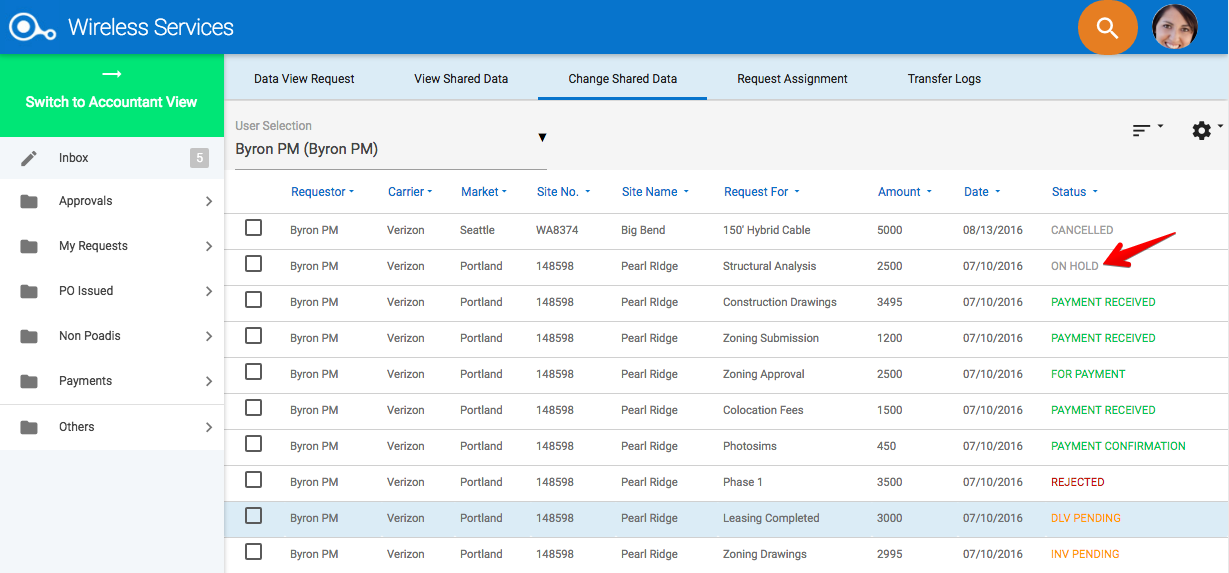 Wireless Services
Switch to Accountant View
Inbox 5
Approvals
My Requests
PO Issued
Non Poadis
Payments
Others
Data View Request View Shared Data Change Shared Data Request Assignment Transfer Logs
User Selection
Byron PM (Byron PM)
Requestor Carrier Market Site No. Site Name Request For Amount Date Status
Byron PM Verizon Seattle WA8374 Big Bend 150' Hybrid Cable 5000 08/13/2016 CANCELLED
Byron PM Verizon Portland 148598 Pearl RIdge Structural Analysis 2500 07/10/2016 ON HOLD
Byron PM Verizon Portland 148598 Pearl RIdge Construction Drawings 3495 07/10/2016 PAYMENT RECEIVED
Byron PM Verizon Portland 148598 Pearl Ridge Zoning Submission 1200 07/10/2016 PAYMENT RECEIVED
Byron PM Verizon Portland 148598 Pearl Ridge Zoning Approval 2500 07/10/2016 FOR PAYMENT
Byron PM Verizon Portland 148598 Pearl Ridge Colocation Fees 1500 07/10/2016 PAYMENT RECEIVED
Byron PM Verizon Portland 148598 Pearl Ridge Photosims 450 07/10/2016 PAYMENT CONFIRMATION
Byron PM Verizon Portland 148598 Pearl Ridge Phase 1 3500 07/10/2016 REJECTED
Byron PM Verizon Portland 148598 Pearl Ridge Leasing Completed 3000 07/10/2016 DLV PENDING
Byron PM Verizon Portland 148598 Pearl Ridge Zoning Drawings 2995 07/10/2016 INV PENDING